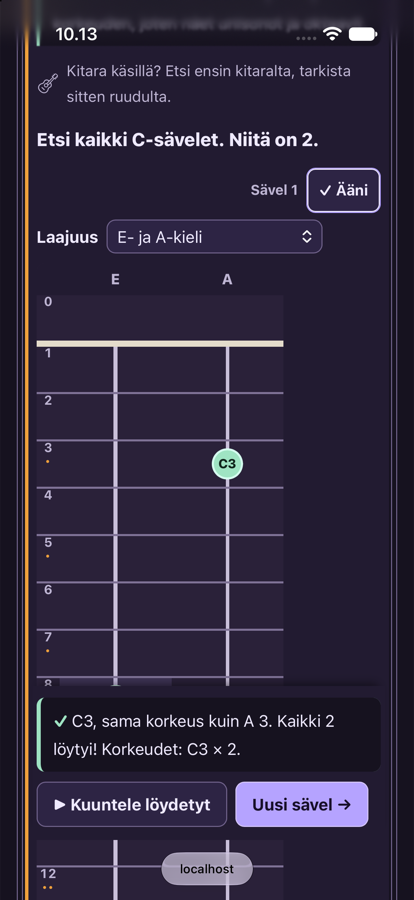 10.13
Kitara käsillä? Etsi ensin kitaralta, tarkista
sitten ruudulta.
Etsi kaikki C-sävelet. Niitä on 2.
Sävel 1
✓ Ääni
Laajuus
E- ja A-kieli
E A
0
1
2
3
C3
4
5
6
7
8
✓ C3, sama korkeus kuin A 3. Kaikki 2
löytyi! Korkeudet: C3 × 2.
▶ Kuuntele löydetyt
Uusi sävel →
12
localhost